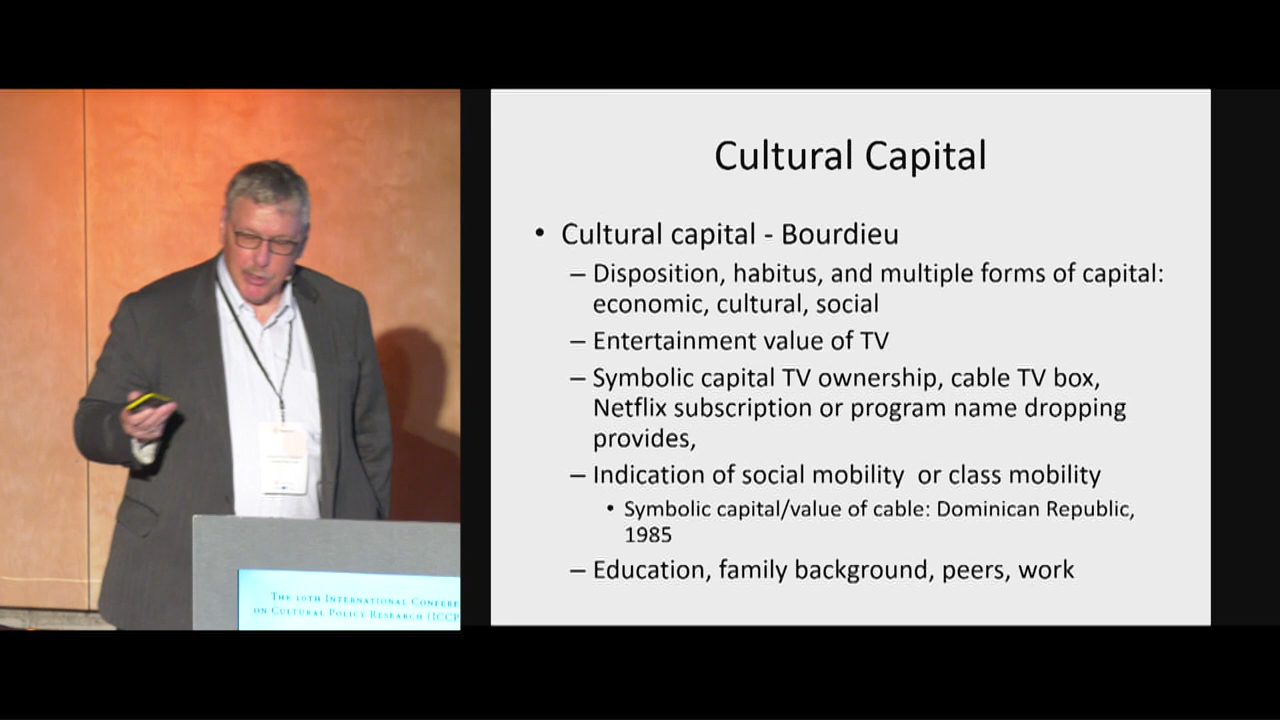 Cultural Capital
• Cultural capital - Bourdieu
– Disposition, habitus, and multiple forms of capital:
economic, cultural, social
– Entertainment value of TV
– Symbolic capital TV ownership, cable TV box,
Netflix subscription or program name dropping
provides,
– Indication of social mobility  or class mobility
• Symbolic capital/value of cable: Dominican Republic,
1985
– Education, family background, peers, work
The 10th International Confere
on Cultural Policy Research (ICCP